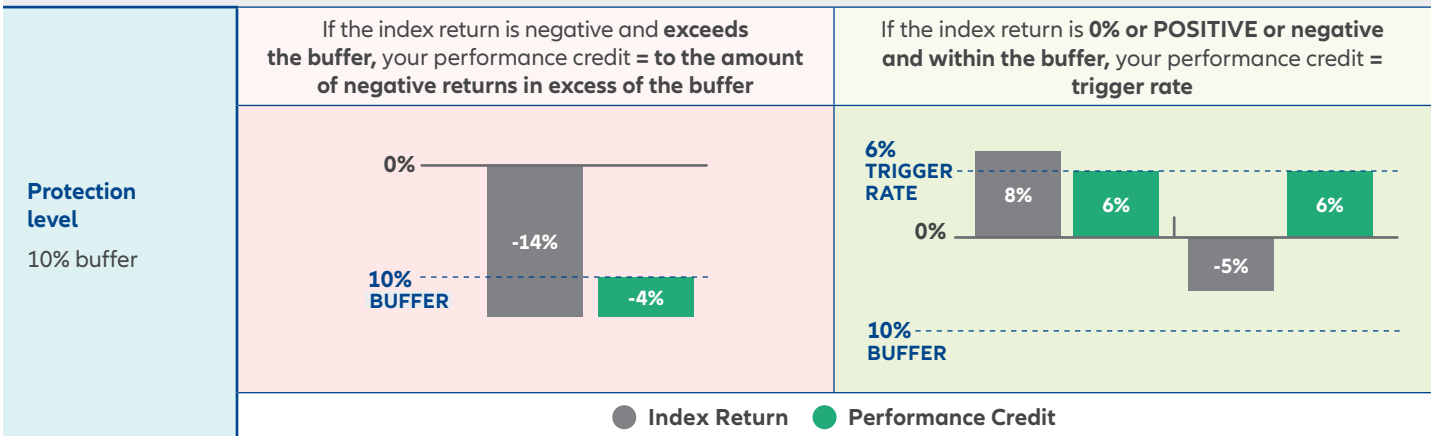 If the index return is negative and exceeds
the buffer, your performance credit = to the amount
of negative returns in excess of the buffer
If the index return is 0% or POSITIVE or negative
and within the buffer, your performance credit =
trigger rate
Protection
level
10% buffer
0%
-14%
10%
BUFFER
-4%
6%
TRIGGER
RATE
8%
6%
6%
0%
-5%
10%
BUFFER
Index Return
Performance Credit